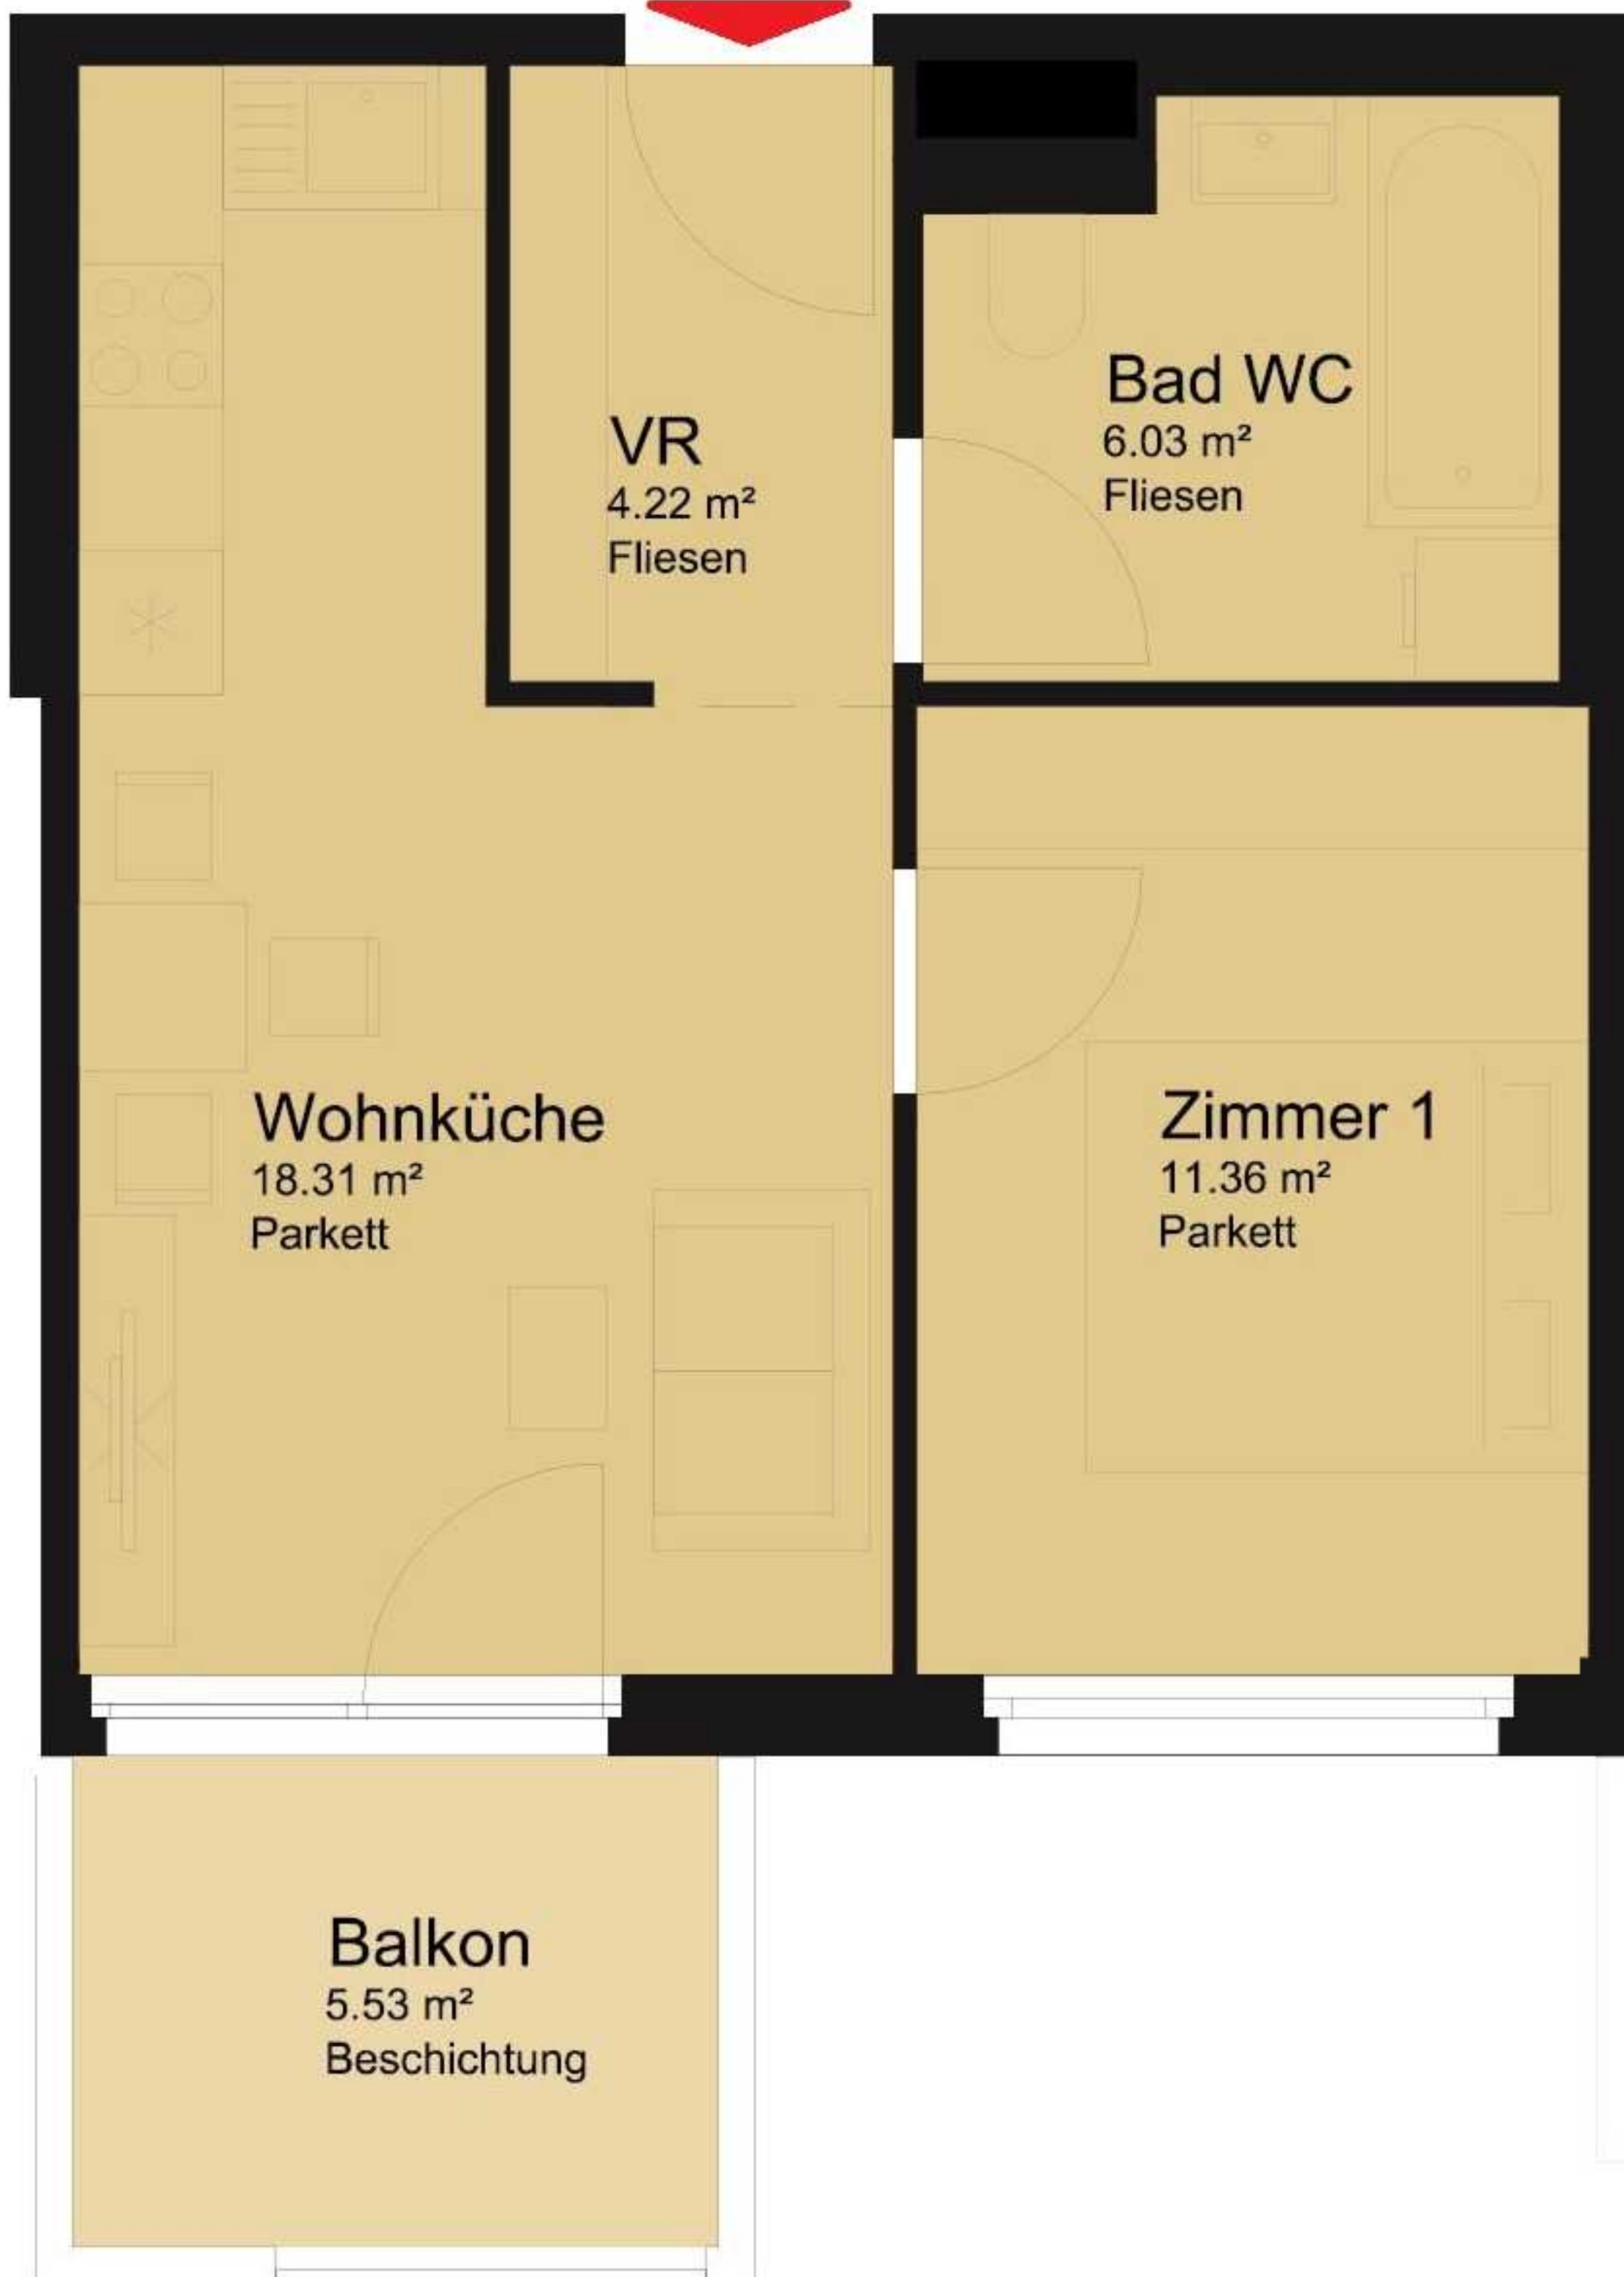 Bad WC
6.03 m²
Fliesen
VR
4.22 m²
Fliesen
Wohnküche
18.31 m²
Parkett
Zimmer 1
11.36 m²
Parkett
Balkon
5.53 m²
Beschichtung